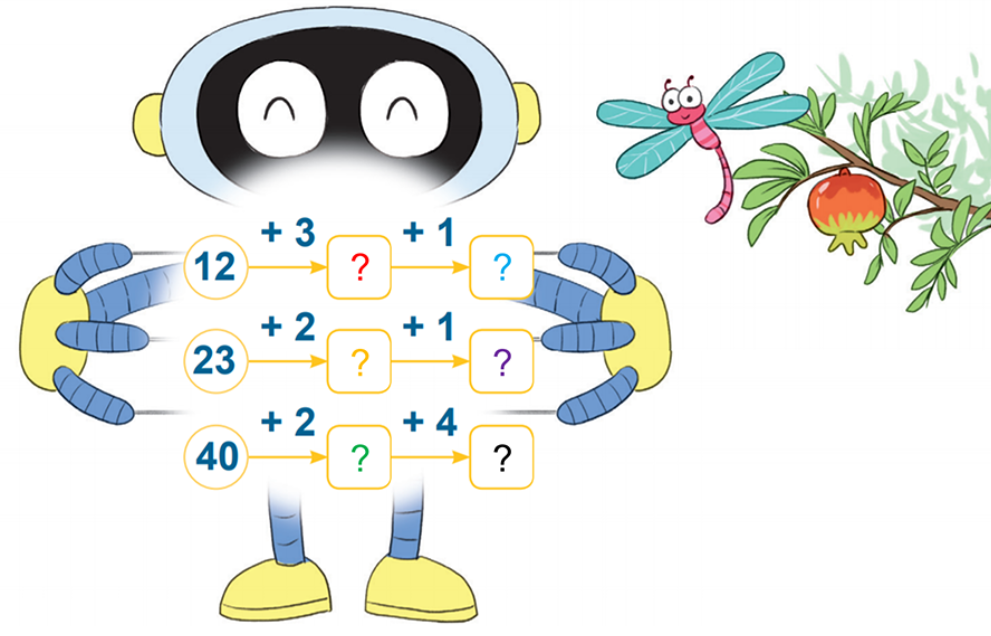 + 3 + 1
12 ? ?
+ 2 + 1
23 ? ?
+ 2 + 4
40 ? ?